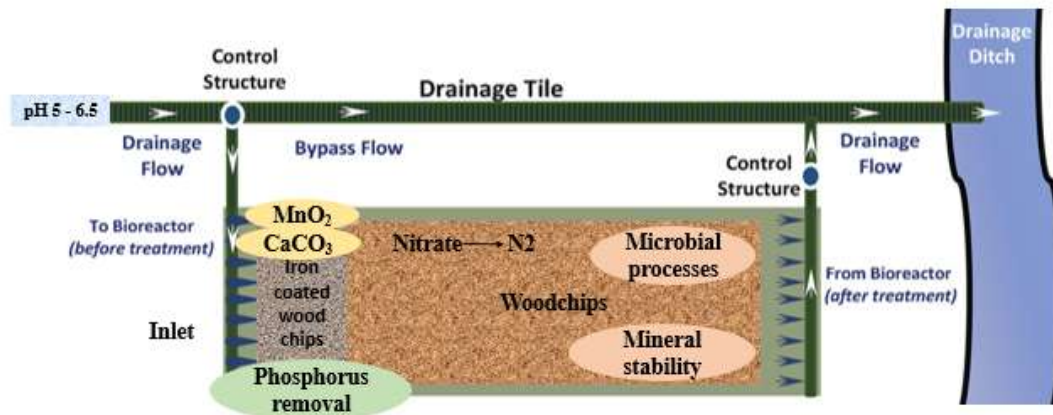 Drainage
Ditch
Control
Structure
Drainage Tile
pH 5 - 6.5
Drainage
Flow
Bypass Flow
Drainage
Flow
Control
Structure
To Bioreactor
(before treatment)
MnO₂
CaCO₃
Nitrate → N2
Microbial
processes
Iron
coated
wood
chips
Woodchips
From Bioreactor
(after treatment)
Inlet
Mineral
stability
Phosphorus
removal